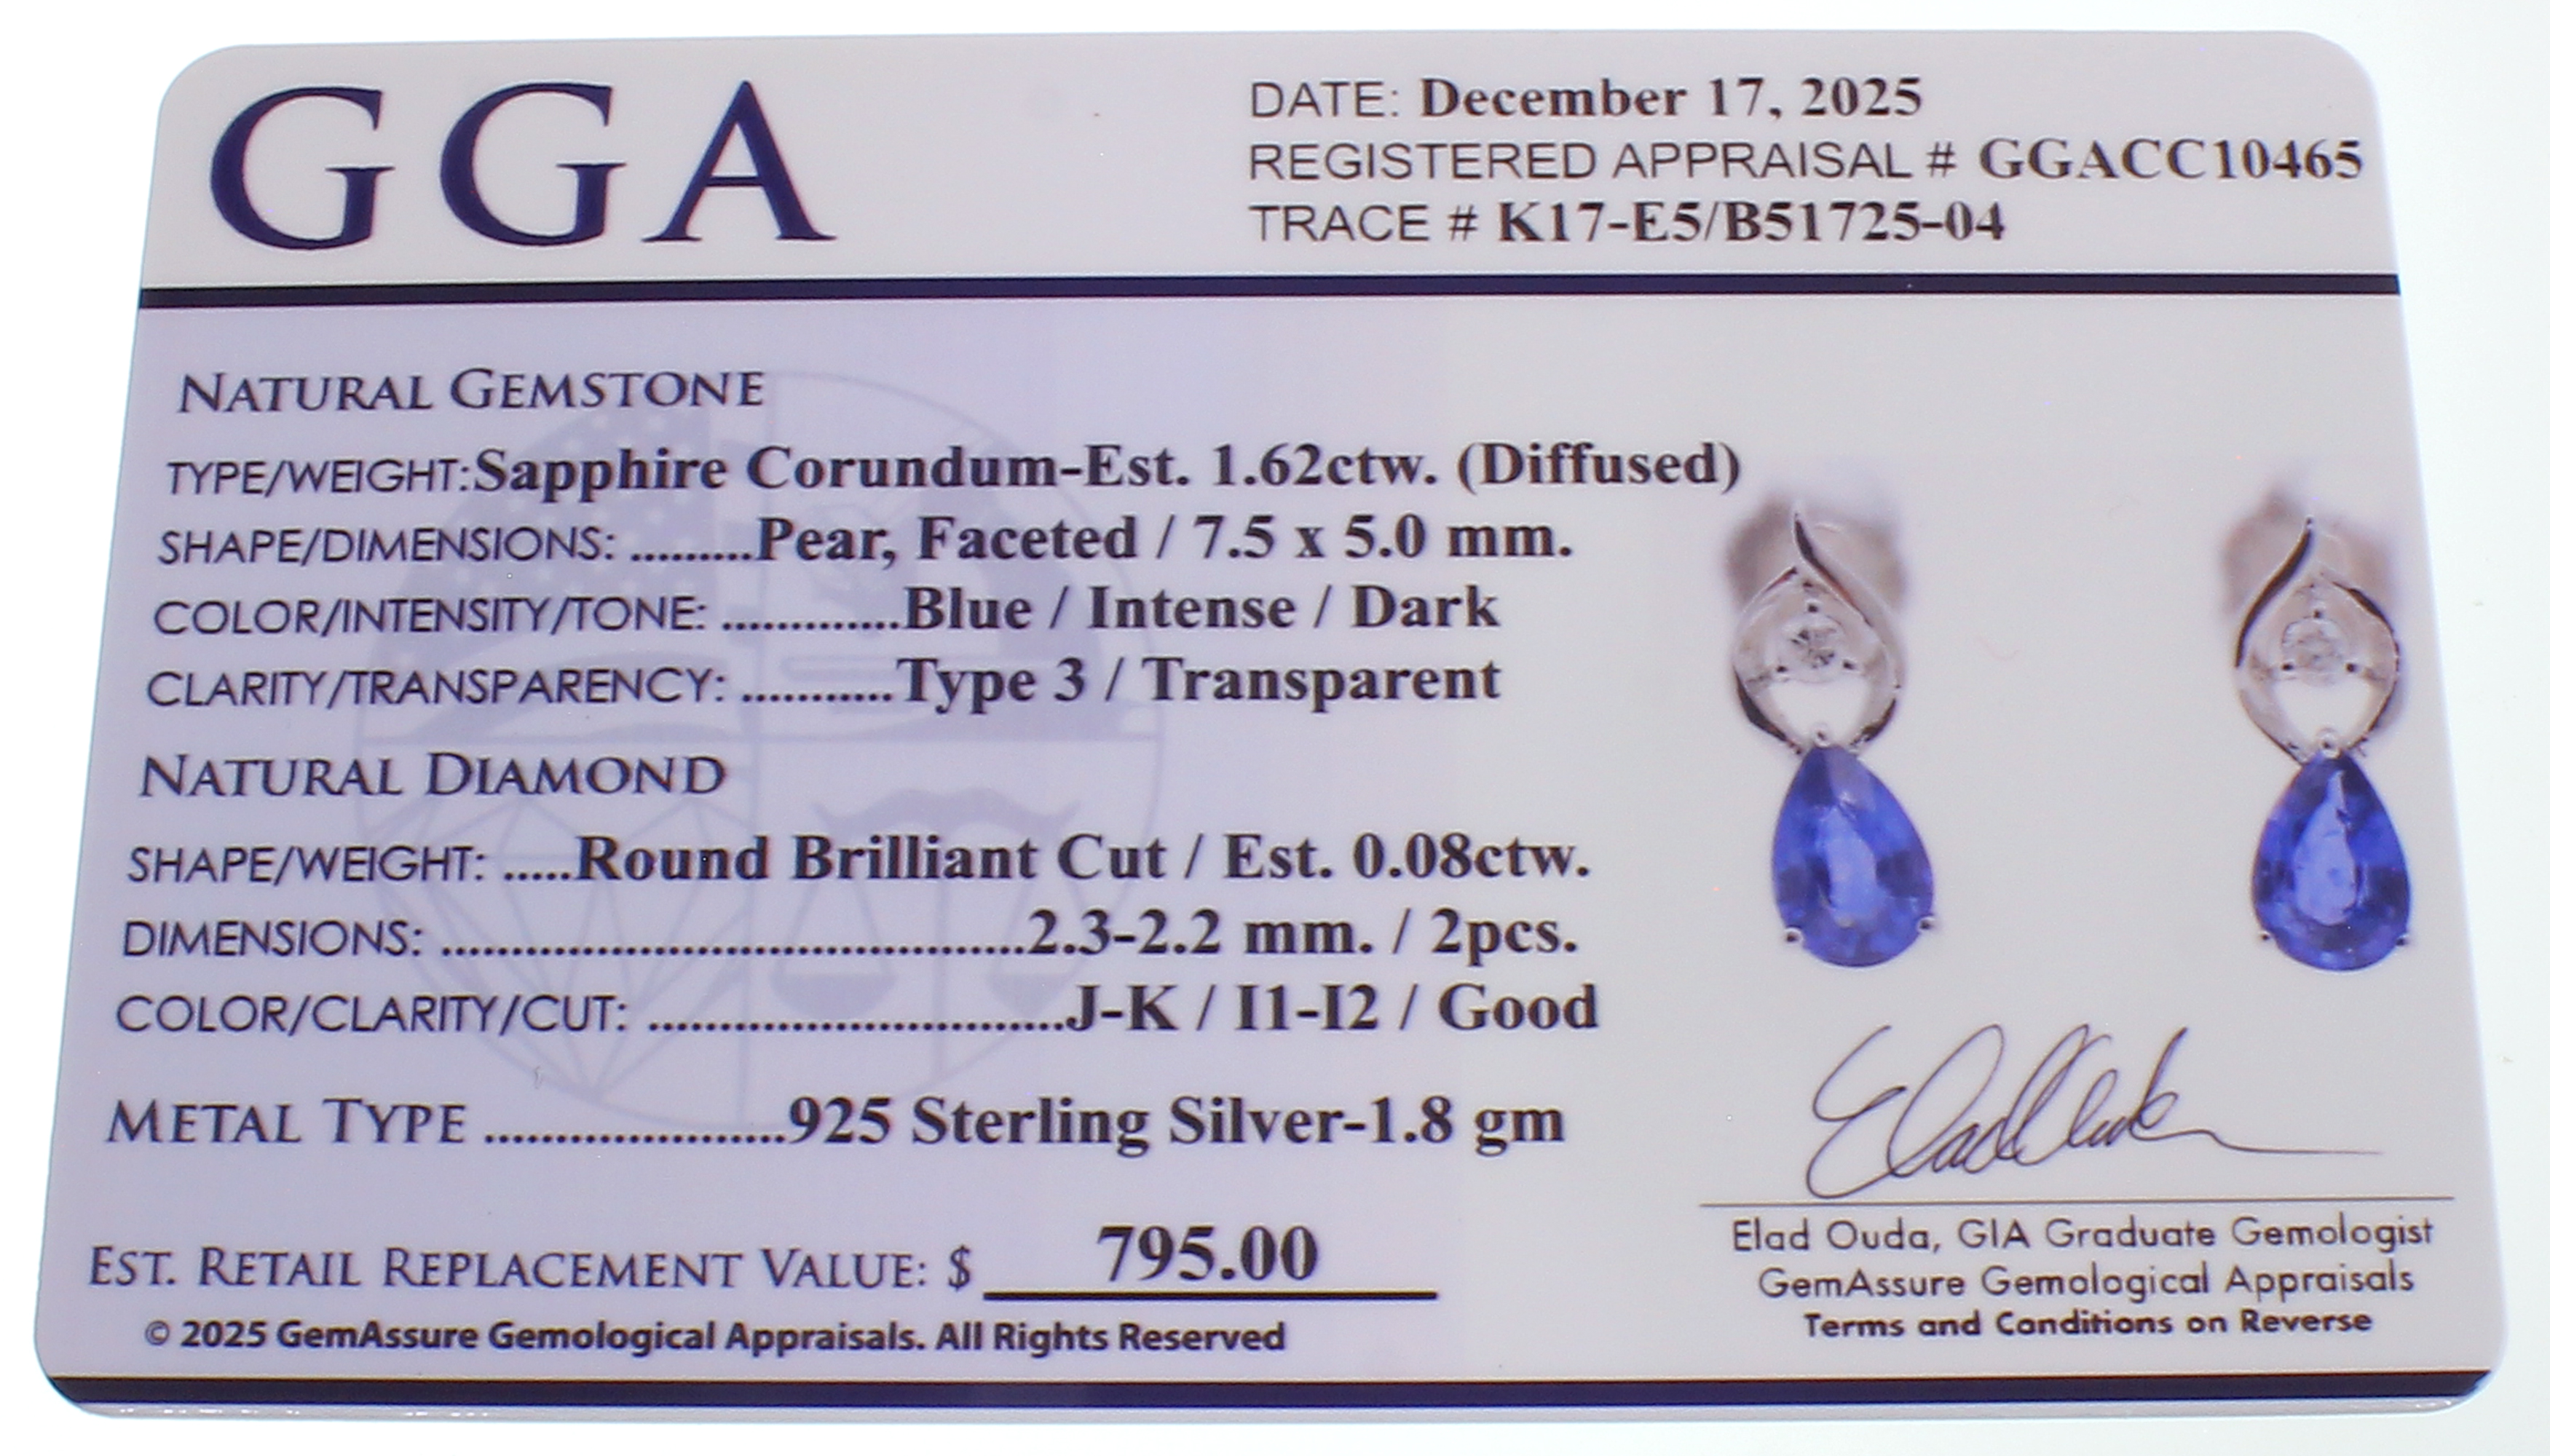 GGA
DATE: December 17, 2025
REGISTERED APPRAISAL # GGACC10465
TRACE # K17-E5/B51725-04
NATURAL GEMSTONE
TYPE/WEIGHT:Sapphire Corundum-Est. 1.62ctw. (Diffused)
SHAPE/DIMENSIONS: ..........Pear, Faceted / 7.5 x 5.0 mm.
COLOR/INTENSITY/TONE: .............Blue / Intense / Dark
CLARITY/TRANSPARENCY: ...........Type 3 / Transparent
NATURAL DIAMOND
SHAPE/WEIGHT: .....Round Brilliant Cut / Est. 0.08ctw.
DIMENSIONS: .........................................2.3-2.2 mm. / 2pcs.
COLOR/CLARITY/CUT: .............................J-K / I1-I2 / Good
METAL TYPE .....................925 Sterling Silver-1.8 gm
EST. RETAIL REPLACEMENT VALUE: $ 795.00
© 2025 GemAssure Gemological Appraisals. All Rights Reserved
Elad Ouda
Elad Ouda, GIA Graduate Gemologist
GemAssure Gemological Appraisals
Terms and Conditions on Reverse